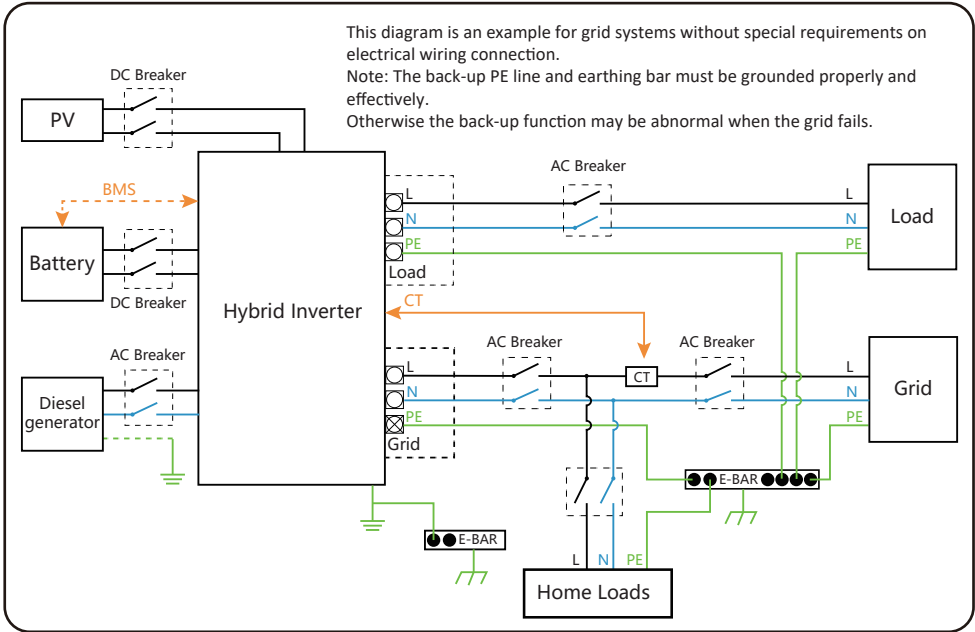 This diagram is an example for grid systems without special requirements on
electrical wiring connection.
Note: The back-up PE line and earthing bar must be grounded properly and
effectively.
Otherwise the back-up function may be abnormal when the grid fails.
DC Breaker
PV
BMS
Battery
DC Breaker
AC Breaker
Diesel
generator
Hybrid Inverter
L
N
PE
Load
AC Breaker
L
N
PE
Load
CT
L
N
PE
Grid
AC Breaker
CT
AC Breaker
L
N
PE
Grid
E-BAR
E-BAR
L
N
PE
Home Loads